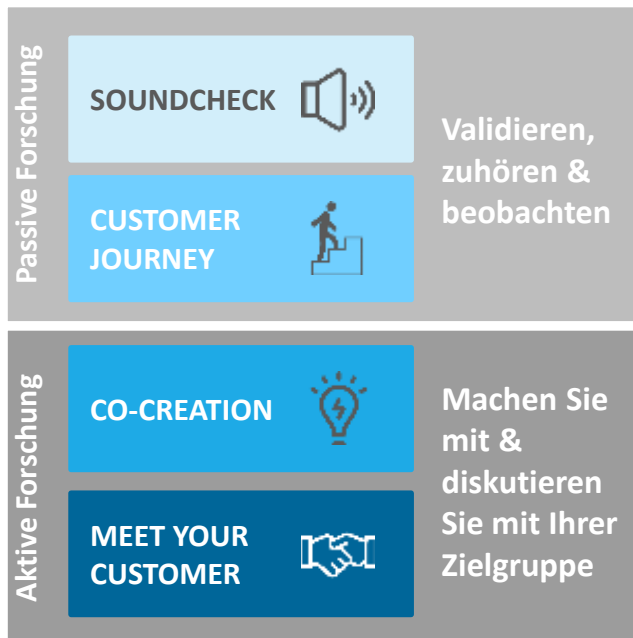 Passive Forschung
SOUNDCHECK
CUSTOMER
JOURNEY
Validieren,
zuhören &
beobachten
Aktive Forschung
CO-CREATION
MEET YOUR
CUSTOMER
Machen Sie
mit &
diskutieren
Sie mit Ihrer
Zielgruppe